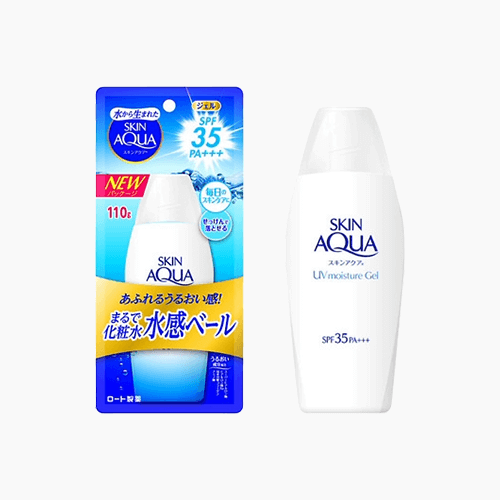 水から生まれた
SKIN
AQUA
スキンアクア®
ジェル
SPF
35
PA+++
NEW
パッケージ
毎日の
スキンケアに
せっけんで
落とせる
110g
SKIN
AQUA
あふれるうるおい感!
まるで
化粧水
水感ベール
うるおい
ロート製薬
SKIN
AQUA
スキンアクア®
UV moisture Gel
SPF35 PA+++